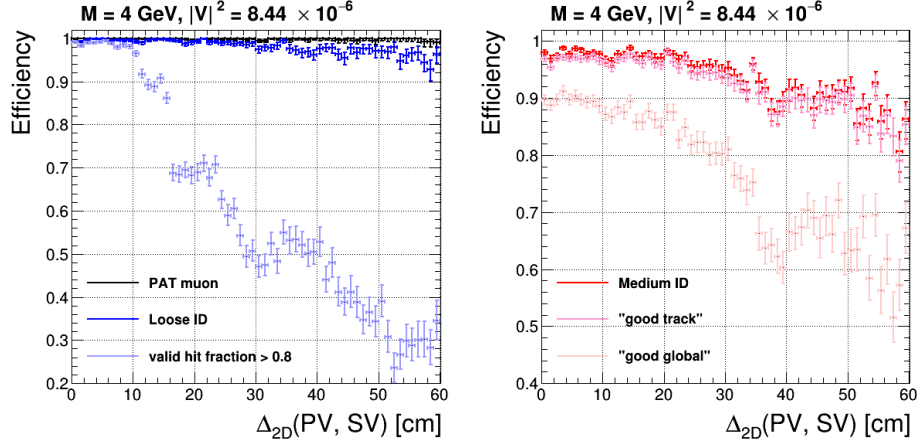 M = 4 GeV, |V|² = 8.44 × 10⁻⁶
Efficiency
1
0.9
0.8
0.7
0.6
0.5
0.4
0.3
0.2
PAT muon
Loose ID
valid hit fraction > 0.8
0 10 20 30 40 50 60
Δ₂D(PV, SV) [cm]
M = 4 GeV, |V|² = 8.44 × 10⁻⁶
Efficiency
1
0.9
0.8
0.7
0.6
0.5
0.4
Medium ID
"good track"
"good global"
0 10 20 30 40 50 60
Δ₂D(PV, SV) [cm]